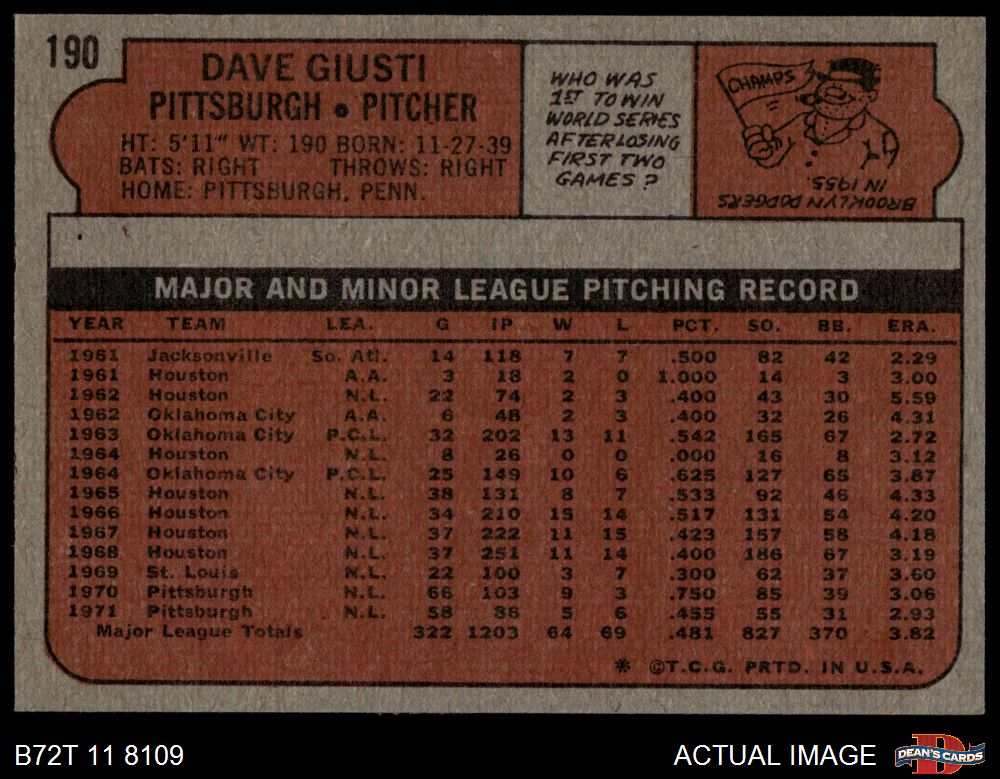 190
DAVE GIUSTI
PITTSBURGH • PITCHER
HT: 5'11" WT: 190 BORN: 11-27-39
BATS: RIGHT THROWS: RIGHT
HOME: PITTSBURGH, PENN.
WHO WAS
1ST TO WIN
WORLD SERIES
AFTER LOSING
FIRST TWO
GAMES?
CHAMPS
BROOKLYN DODGERS
IN 1955.
MAJOR AND MINOR LEAGUE PITCHING RECORD
YEAR TEAM LEA. G IP W L PCT. SO. BB. ERA.
1961 Jacksonville So. Atl. 14 118 7 7 .500 82 42 2.29
1961 Houston A.A. 3 18 2 0 1.000 14 3 3.00
1962 Houston N.L. 22 74 2 3 .400 43 30 5.59
1962 Oklahoma City A.A. 6 48 2 3 .400 32 26 4.31
1963 Oklahoma City P.C.L. 32 202 13 11 .542 165 67 2.72
1964 Houston N.L. 8 26 0 0 .000 16 8 3.12
1964 Oklahoma City P.C.L. 25 149 10 6 .625 127 65 3.87
1965 Houston N.L. 38 131 8 7 .533 92 46 4.33
1966 Houston N.L. 34 210 15 14 .517 131 54 4.20
1967 Houston N.L. 37 222 11 15 .423 157 58 4.18
1968 Houston N.L. 37 251 11 14 .400 186 67 3.19
1969 St. Louis N.L. 22 100 3 7 .300 62 37 3.60
1970 Pittsburgh N.L. 66 103 9 3 .750 85 39 3.06
1971 Pittsburgh N.L. 58 86 5 6 .455 55 31 2.93
Major League Totals 322 1203 64 69 .481 827 370 3.82
* ©T.C.G. PRTD. IN U.S.A.
B72T 11 8109
ACTUAL IMAGE
DEAN'S CARDS